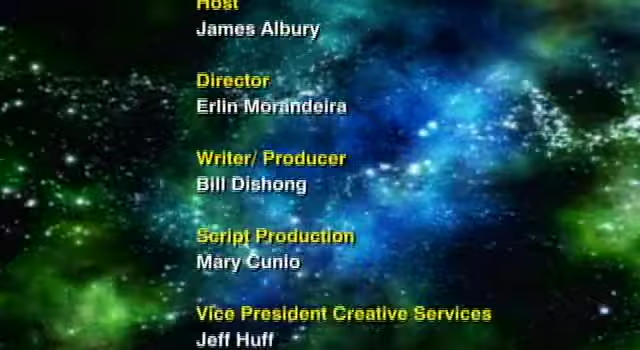 Host
James Albury
Director
Erlin Morandeira
Writer/ Producer
Bill Dishong
Script Production
Mary Cunio
Vice President Creative Services
Jeff Huff